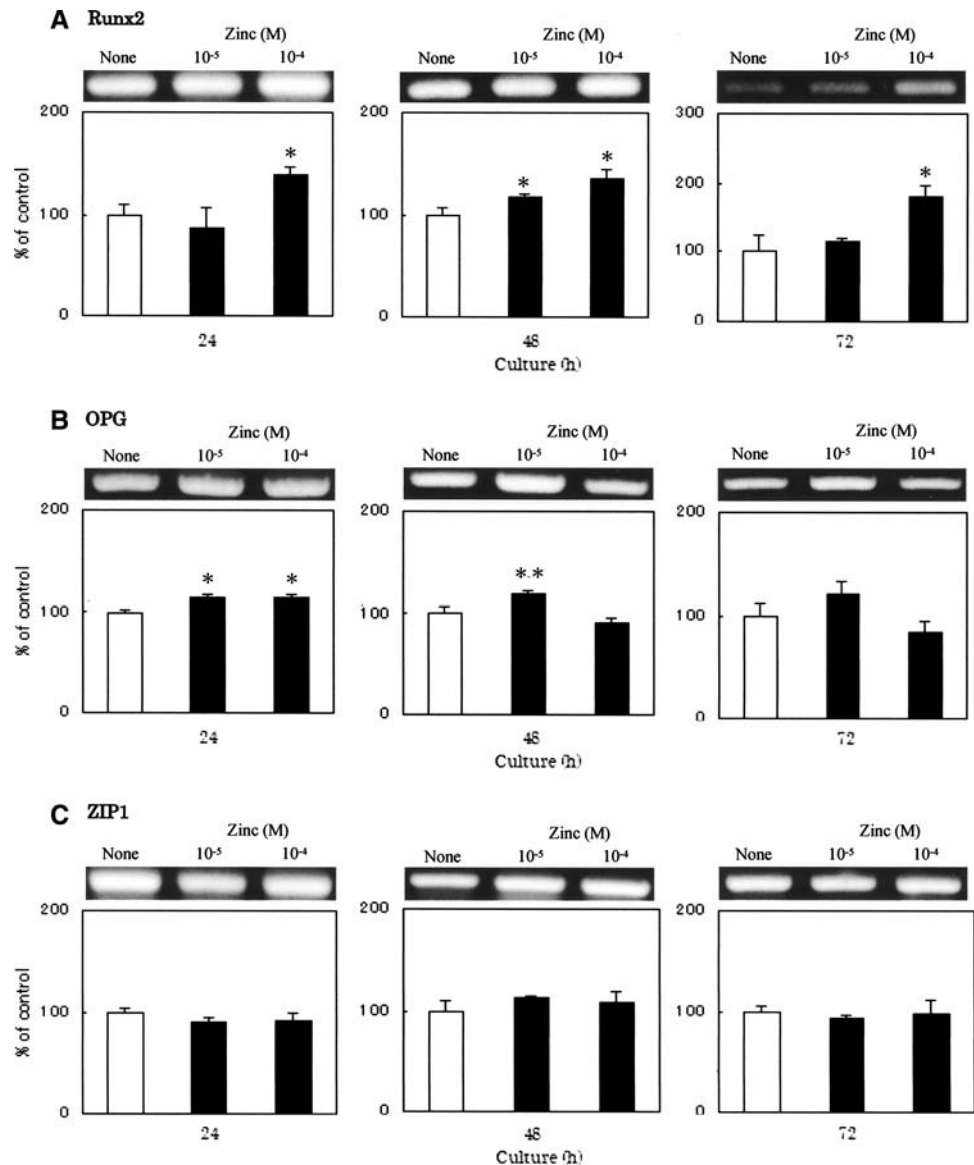 A Runx2
Zinc (M) Zinc (M) Zinc (M)
None 10⁻⁵ 10⁻⁴ None 10⁻⁵ 10⁻⁴ None 10⁻⁵ 10⁻⁴
200 200 300
% of control
* * * *
200
100 100 100
0 0 0
24 48 72
Culture (h)
B OPG
Zinc (M) Zinc (M) Zinc (M)
None 10⁻⁵ 10⁻⁴ None 10⁻⁵ 10⁻⁴ None 10⁻⁵ 10⁻⁴
200 200 200
% of control
* * **
100 100 100
0 0 0
24 48 72
Culture (h)
C ZIP1
Zinc (M) Zinc (M) Zinc (M)
None 10⁻⁵ 10⁻⁴ None 10⁻⁵ 10⁻⁴ None 10⁻⁵ 10⁻⁴
200 200 200
% of control
100 100 100
0 0 0
24 48 72
Culture (h)